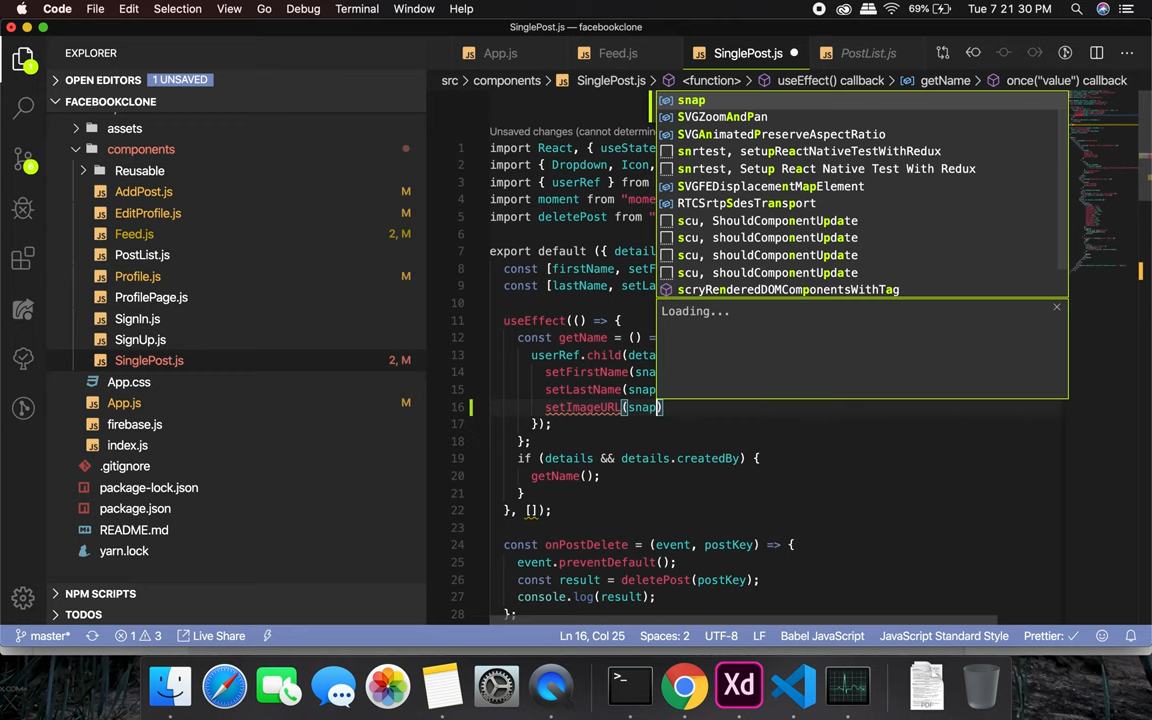 Code File Edit Selection View Go Debug Terminal Window Help 69% Tue 7 21 30 PM
SinglePost.js — facebookclone
EXPLORER
App.js Feed.js SinglePost.js PostList.js
OPEN EDITORS 1 UNSAVED
src > components > SinglePost.js > <function> > useEffect() callback > getName > once("value") callback
FACEBOOKCLONE
assets
components
Reusable
AddPost.js M
EditProfile.js M
Feed.js 2, M
PostList.js
Profile.js M
ProfilePage.js
SignIn.js
SignUp.js
SinglePost.js 2, M
App.css
App.js M
firebase.js
index.js
.gitignore
package-lock.json
package.json
README.md
yarn.lock
NPM SCRIPTS
TODOS
1
6
snap
SVGZoomAndPan
SVGAnimatedPreserveAspectRatio
snrtest, setupReactNativeTestWithRedux
snrtest, Setup React Native Test With Redux
SVGFEDisplacementMapElement
RTCSrtpSdesTransport
scu, ShouldComponentUpdate
scu, shouldComponentUpdate
scu, shouldComponentUpdate
scu, shouldComponentUpdate
scryRenderedDOMComponentsWithTag
Loading...
Unsaved changes (cannot determin
1 import React, { useState
2 import { Dropdown, Icon,
3 import { userRef } from
4 import moment from "mome
5 import deletePost from "
6
7 export default ({ detail
8 const [firstName, setF
9 const [lastName, setLa
10
11 useEffect(() => {
12 const getName = () =
13 userRef.child(deta
14 setFirstName(sna
15 setLastName(snap
16 setImageURL(snap)
17 });
18 };
19 if (details && details.createdBy) {
20 getName();
21 }
22 }, []);
23
24 const onPostDelete = (event, postKey) => {
25 event.preventDefault();
26 const result = deletePost(postKey);
27 console.log(result);
28 };
master* 1 3 Live Share Ln 16, Col 25 Spaces: 2 UTF-8 LF Babel JavaScript JavaScript Standard Style Prettier: ✓
>_
Xd
PDF